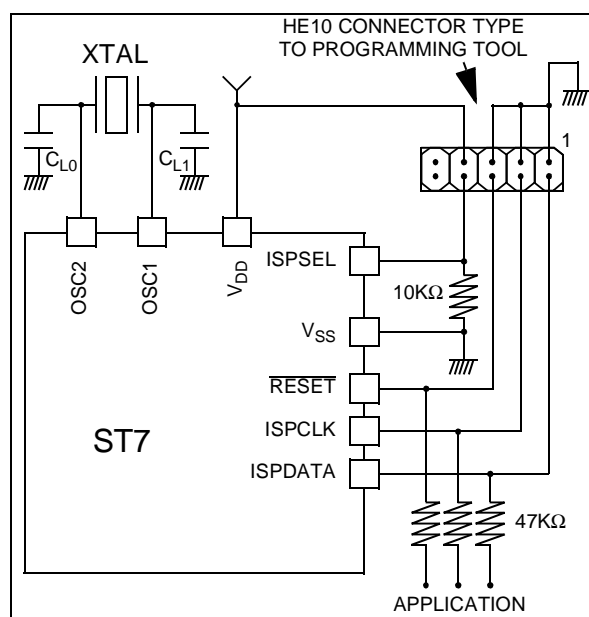 HE10 CONNECTOR TYPE
TO PROGRAMMING TOOL
XTAL
CL0
CL1
1
OSC2
OSC1
VDD
ISPSEL
10KΩ
VSS
RESET
ISPCLK
ST7
ISPDATA
47KΩ
APPLICATION